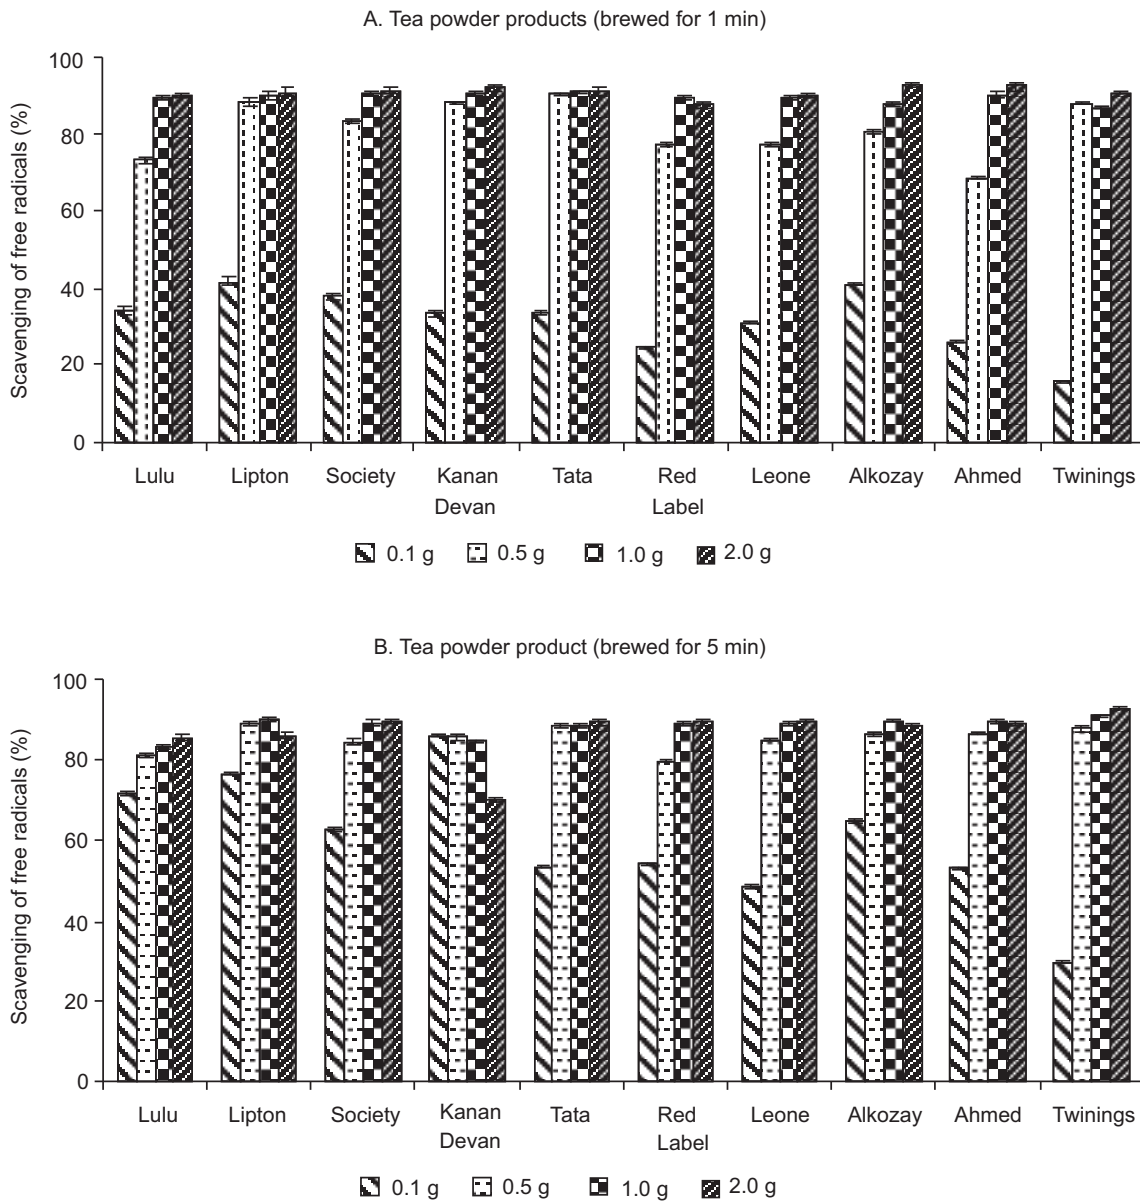 A. Tea powder products (brewed for 1 min)
Scavenging of free radicals (%)
100
80
60
40
20
0
Lulu Lipton Society Kanan Devan Tata Red Label Leone Alkozay Ahmed Twinings
0.1 g 0.5 g 1.0 g 2.0 g
B. Tea powder product (brewed for 5 min)
Scavenging of free radicals (%)
100
80
60
40
20
0
Lulu Lipton Society Kanan Devan Tata Red Label Leone Alkozay Ahmed Twinings
0.1 g 0.5 g 1.0 g 2.0 g